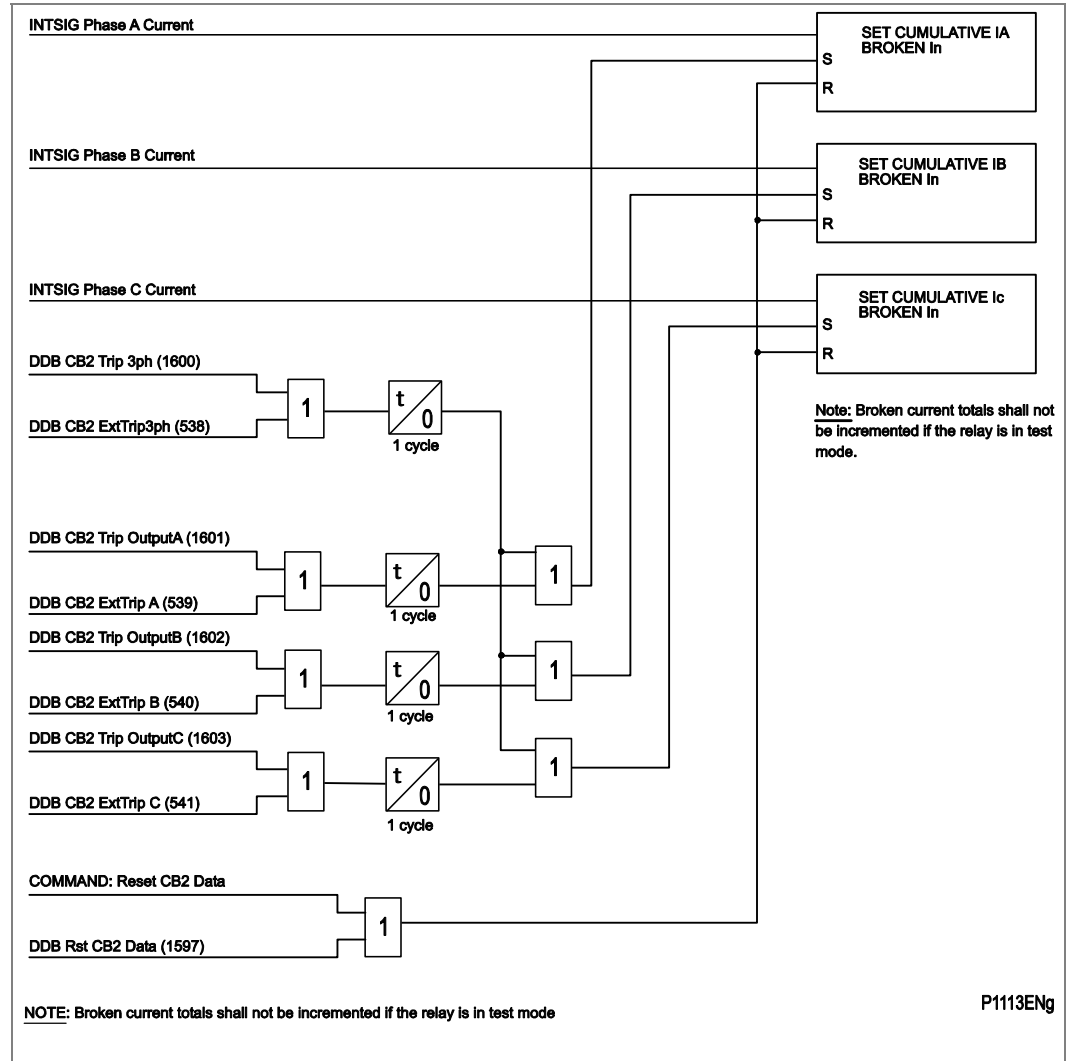 INTSIG Phase A Current
SET CUMULATIVE IA
BROKEN In
S
R
INTSIG Phase B Current
SET CUMULATIVE IB
BROKEN In
S
R
INTSIG Phase C Current
SET CUMULATIVE Ic
BROKEN In
S
R
DDB CB2 Trip 3ph (1600)
DDB CB2 ExtTrip3ph (538)
1
t
0
1 cycle
Note: Broken current totals shall not
be incremented if the relay is in test
mode.
DDB CB2 Trip OutputA (1601)
DDB CB2 ExtTrip A (539)
1
t
0
1 cycle
1
DDB CB2 Trip OutputB (1602)
DDB CB2 ExtTrip B (540)
1
t
0
1 cycle
1
DDB CB2 Trip OutputC (1603)
DDB CB2 ExtTrip C (541)
1
t
0
1 cycle
1
COMMAND: Reset CB2 Data
DDB Rst CB2 Data (1597)
1
NOTE: Broken current totals shall not be incremented if the relay is in test mode
P1113ENg